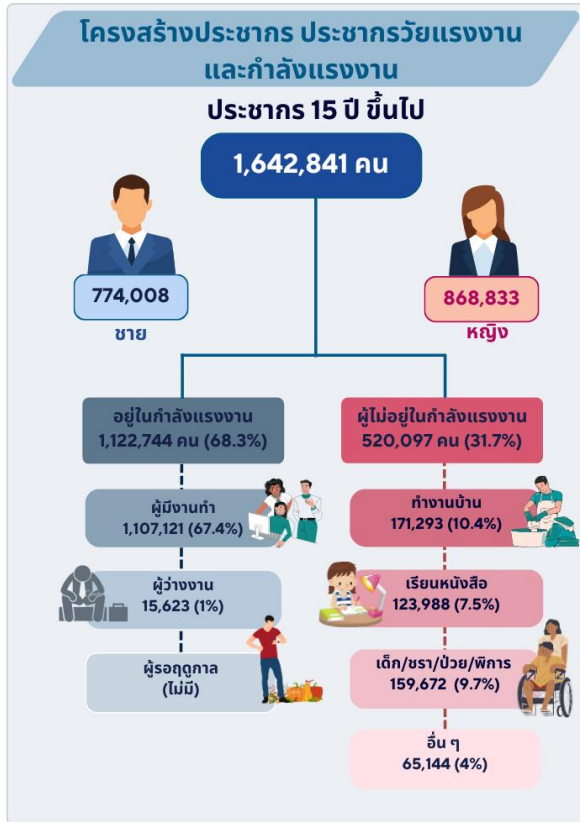 โครงสร้างประชากร ประชากรวัยแรงงาน
และกำลังแรงงาน
ประชากร 15 ปี ขึ้นไป
1,642,841 คน
774,008
ชาย
868,833
หญิง
อยู่ในกำลังแรงงาน
1,122,744 คน (68.3%)
ผู้มีงานทำ
1,107,121 (67.4%)
ผู้ว่างงาน
15,623 (1%)
ผู้รอฤดูกาล
(ไม่มี)
ผู้ไม่อยู่ในกำลังแรงงาน
520,097 คน (31.7%)
ทำงานบ้าน
171,293 (10.4%)
เรียนหนังสือ
123,988 (7.5%)
เด็ก/ชรา/ป่วย/พิการ
159,672 (9.7%)
อื่น ๆ
65,144 (4%)